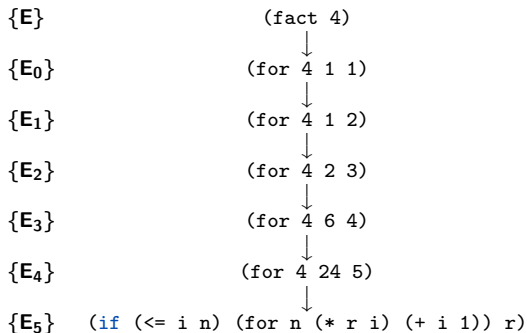 {E} (fact 4)
{E₀} (for 4 1 1)
{E₁} (for 4 1 2)
{E₂} (for 4 2 3)
{E₃} (for 4 6 4)
{E₄} (for 4 24 5)
{E₅} (if (<= i n) (for n (* r i) (+ i 1)) r)